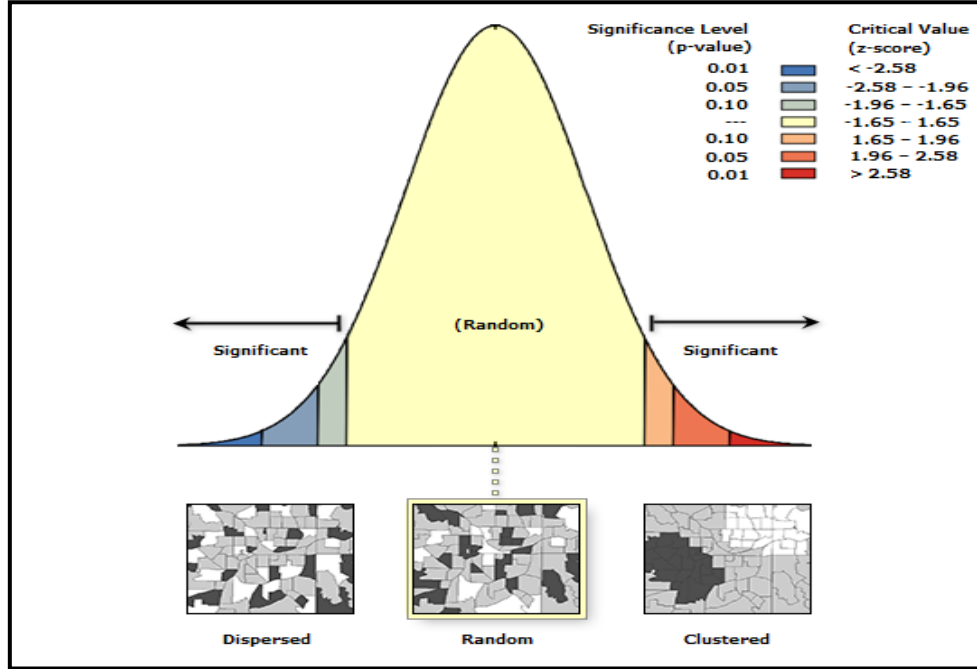 Significance Level Critical Value
(p-value) (z-score)
0.01 < -2.58
0.05 -2.58 – -1.96
0.10 -1.96 – -1.65
--- -1.65 – 1.65
0.10 1.65 – 1.96
0.05 1.96 – 2.58
0.01 > 2.58
(Random)
Significant Significant
Dispersed Random Clustered